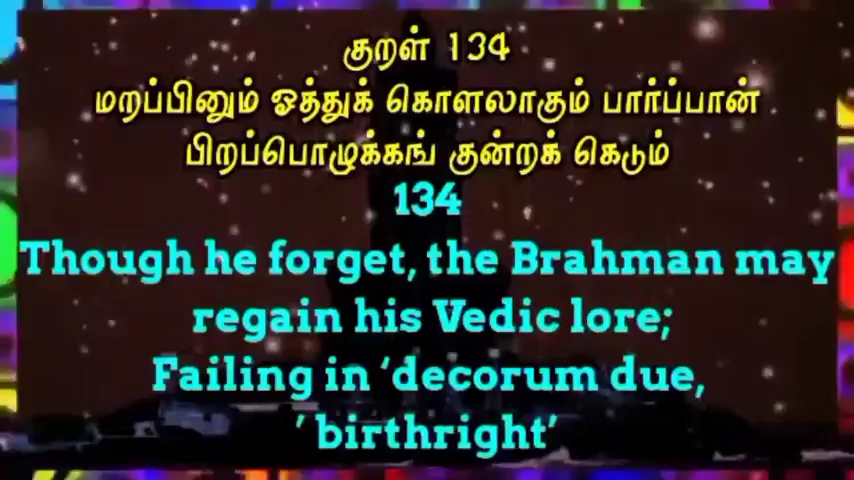 குறள் 134
மறப்பினும் ஓத்துக் கொளலாகும் பார்ப்பான்
பிறப்பொழுக்கங் குன்றக் கெடும்
134
Though he forget, the Brahman may
regain his Vedic lore;
Failing in ‘decorum due,
’ birthright’